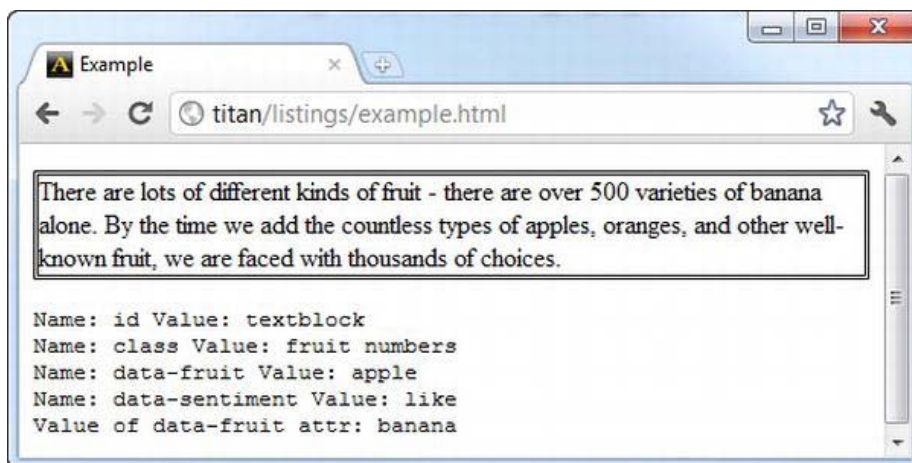 Example
titan/listings/example.html
There are lots of different kinds of fruit - there are over 500 varieties of banana
alone. By the time we add the countless types of apples, oranges, and other well-
known fruit, we are faced with thousands of choices.
Name: id Value: textblock
Name: class Value: fruit numbers
Name: data-fruit Value: apple
Name: data-sentiment Value: like
Value of data-fruit attr: banana